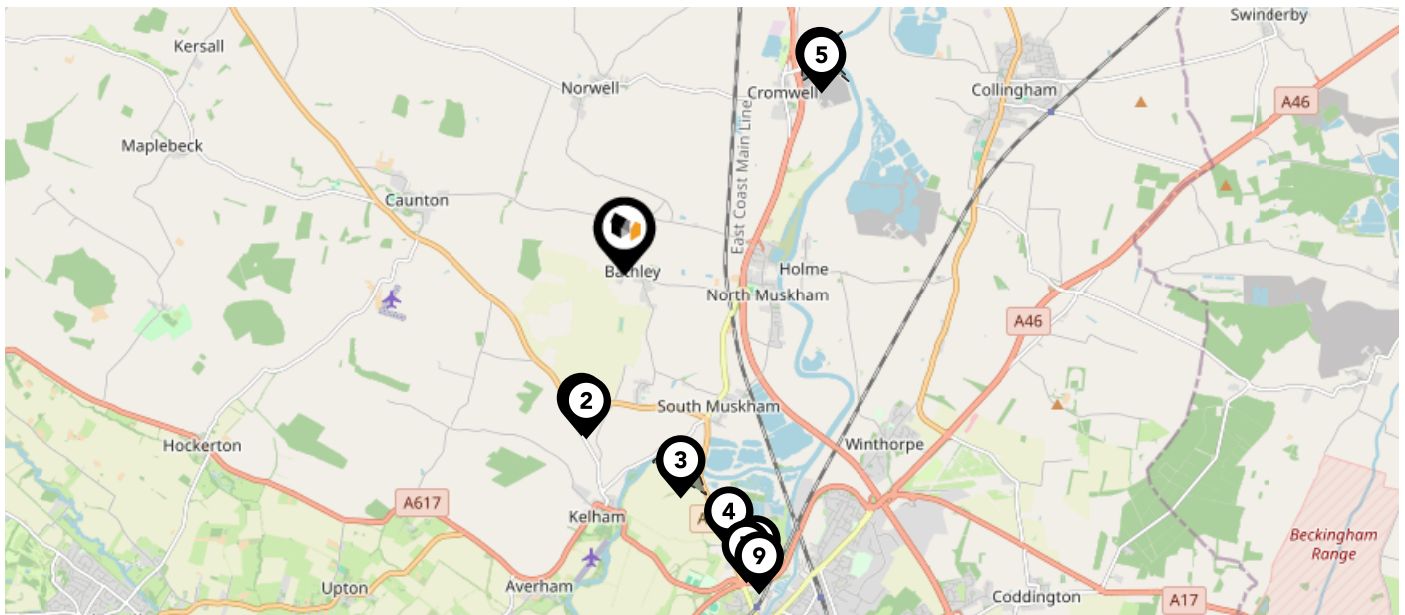 Swinderby
Kersall
5
Norwell
Cromwell
Collingham
A46
Maplebeck
East Coast Main Line
Caunton
Bathley
Holme
North Muskham
A46
2
South Muskham
Hockerton
Winthorpe
3
A617
4
Kelham
A
9
Beckingham
Range
Upton
Averham
Coddington
A17